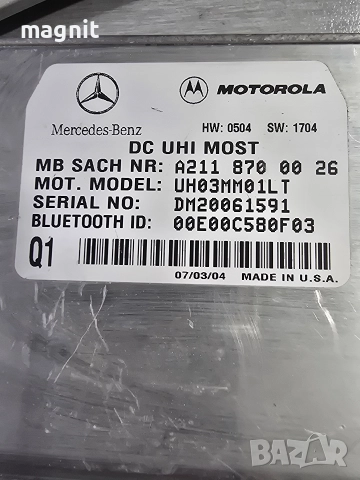 magnit
MOTOROLA
Mercedes-Benz
HW: 0504 SW: 1704
DC UHI MOST
MB SACH NR: A211 870 00 26
MOT. MODEL: UH03MM01LT
SERIAL NO: DM20061591
BLUETOOTH ID: 00E00C580F03
Q1
07/03/04 MADE IN U.S.A.
BAZAR
bg